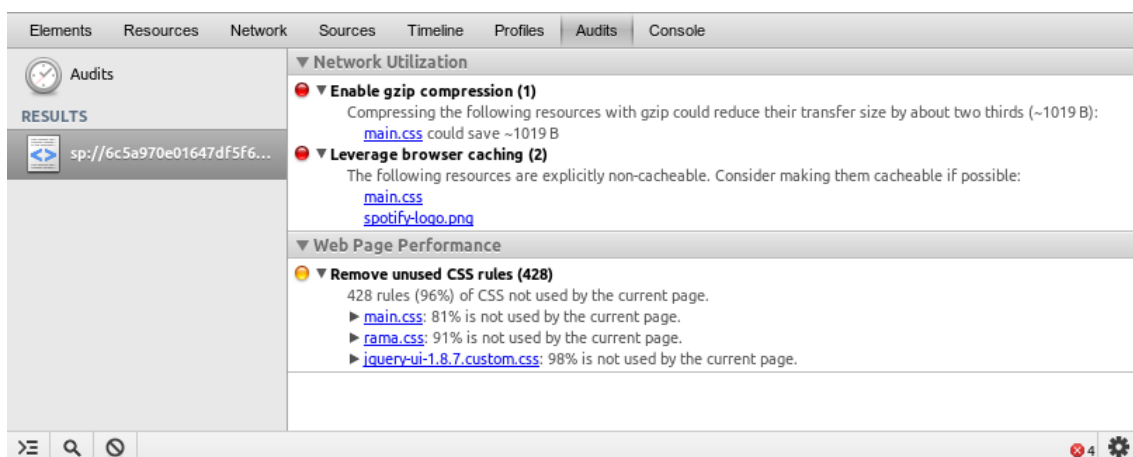 Elements Resources Network Sources Timeline Profiles Audits Console
Audits
RESULTS
sp://6c5a970e01647df5f6...
▼ Network Utilization
▼ Enable gzip compression (1)
Compressing the following resources with gzip could reduce their transfer size by about two thirds (~1019 B):
main.css could save ~1019 B
▼ Leverage browser caching (2)
The following resources are explicitly non-cacheable. Consider making them cacheable if possible:
main.css
spotify-logo.png
▼ Web Page Performance
▼ Remove unused CSS rules (428)
428 rules (96%) of CSS not used by the current page.
▶ main.css: 81% is not used by the current page.
▶ rama.css: 91% is not used by the current page.
▶ jquery-ui-1.8.7.custom.css: 98% is not used by the current page.
4